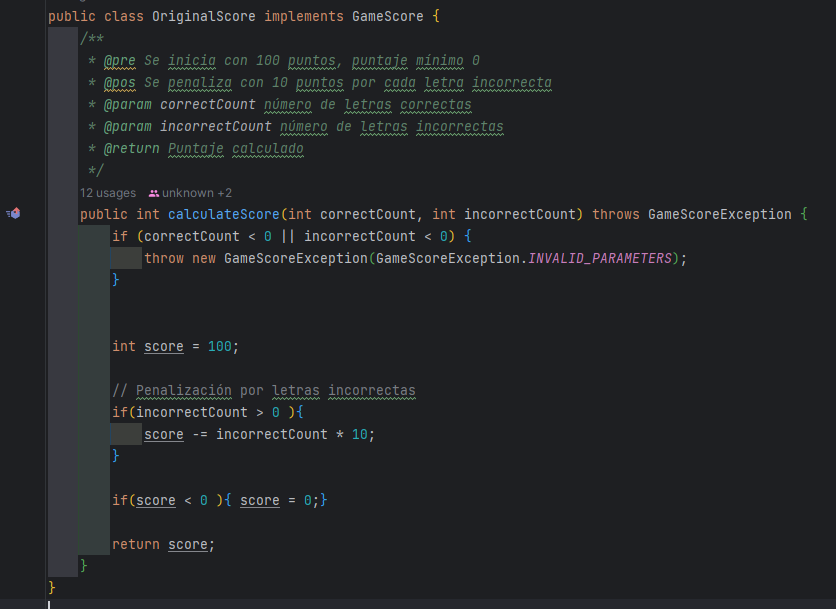 public class OriginalScore implements GameScore {
/**
* @pre Se inicia con 100 puntos, puntaje mínimo 0
* @pos Se penaliza con 10 puntos por cada letra incorrecta
* @param correctCount número de letras correctas
* @param incorrectCount número de letras incorrectas
* @return Puntaje calculado
*/
12 usages unknown +2
public int calculateScore(int correctCount, int incorrectCount) throws GameScoreException {
if (correctCount < 0 || incorrectCount < 0) {
throw new GameScoreException(GameScoreException.INVALID_PARAMETERS);
}
int score = 100;
// Penalización por letras incorrectas
if(incorrectCount > 0 ){
score -= incorrectCount * 10;
}
if(score < 0 ){ score = 0;}
return score;
}
}